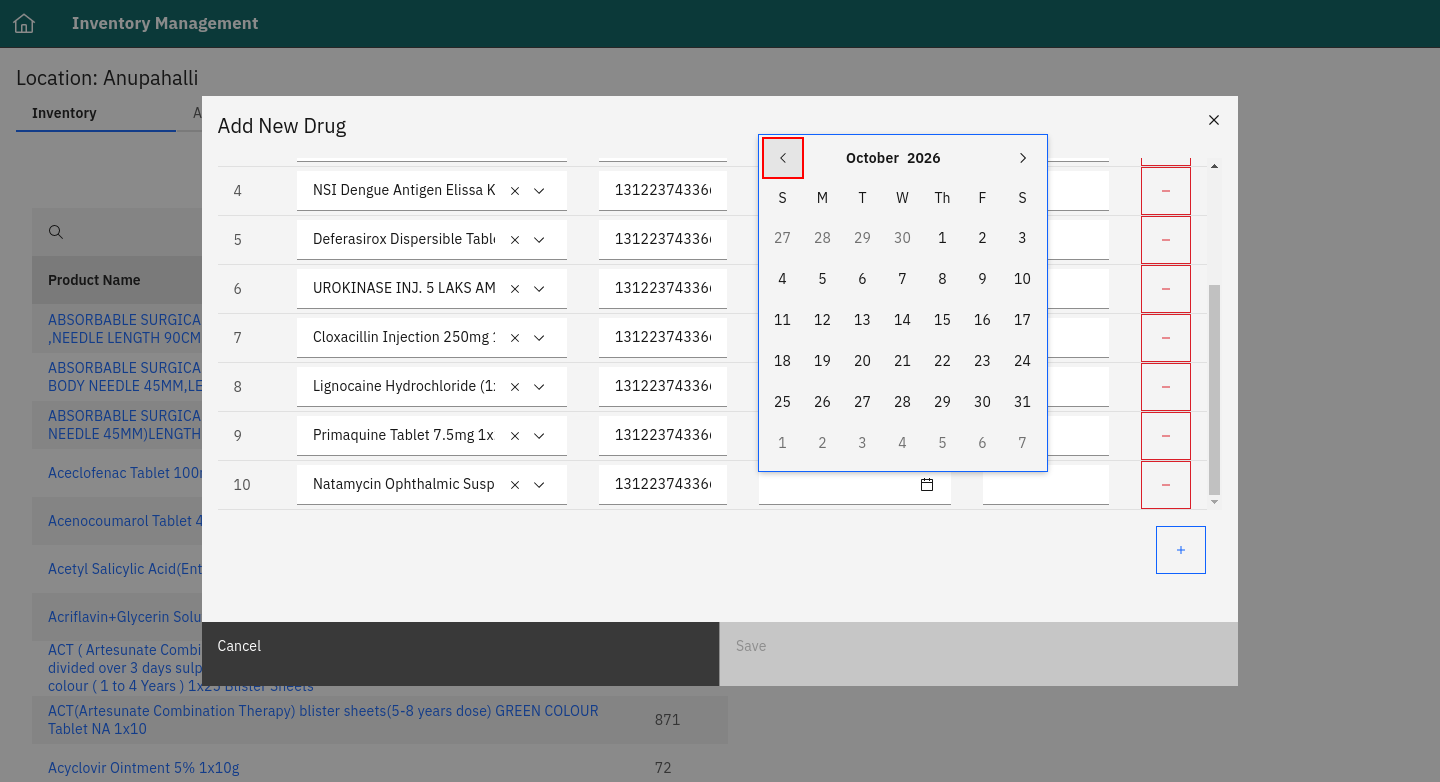 Inventory Management
Location: Anupahalli
Inventory
A
Add New Drug
4 NSI Dengue Antigen Elissa K 13122374336
5 Deferasirox Dispersible Table 13122374336
6 UROKINASE INJ. 5 LAKS AM 13122374336
7 Cloxacillin Injection 250mg 13122374336
8 Lignocaine Hydrochloride (1: 13122374336
9 Primaquine Tablet 7.5mg 1x 13122374336
10 Natamycin Ophthalmic Susp 13122374336
October 2026
S M T W Th F S
27 28 29 30 1 2 3
4 5 6 7 8 9 10
11 12 13 14 15 16 17
18 19 20 21 22 23 24
25 26 27 28 29 30 31
1 2 3 4 5 6 7
+
Cancel
Save
Product Name
ABSORBABLE SURGICA
,NEEDLE LENGTH 90CM
ABSORBABLE SURGICA
BODY NEEDLE 45MM,LE
ABSORBABLE SURGICA
NEEDLE 45MM)LENGTH
Aceclofenac Tablet 100
Acenocoumarol Tablet 4
Acetyl Salicylic Acid(Ent
Acriflavin+Glycerin Solu
ACT ( Artesunate Combi
divided over 3 days sulp
colour ( 1 to 4 Years ) 1x25 Blister Sheets
ACT(Artesunate Combination Therapy) blister sheets(5-8 years dose) GREEN COLOUR
Tablet NA 1x10
871
Acyclovir Ointment 5% 1x10g
72